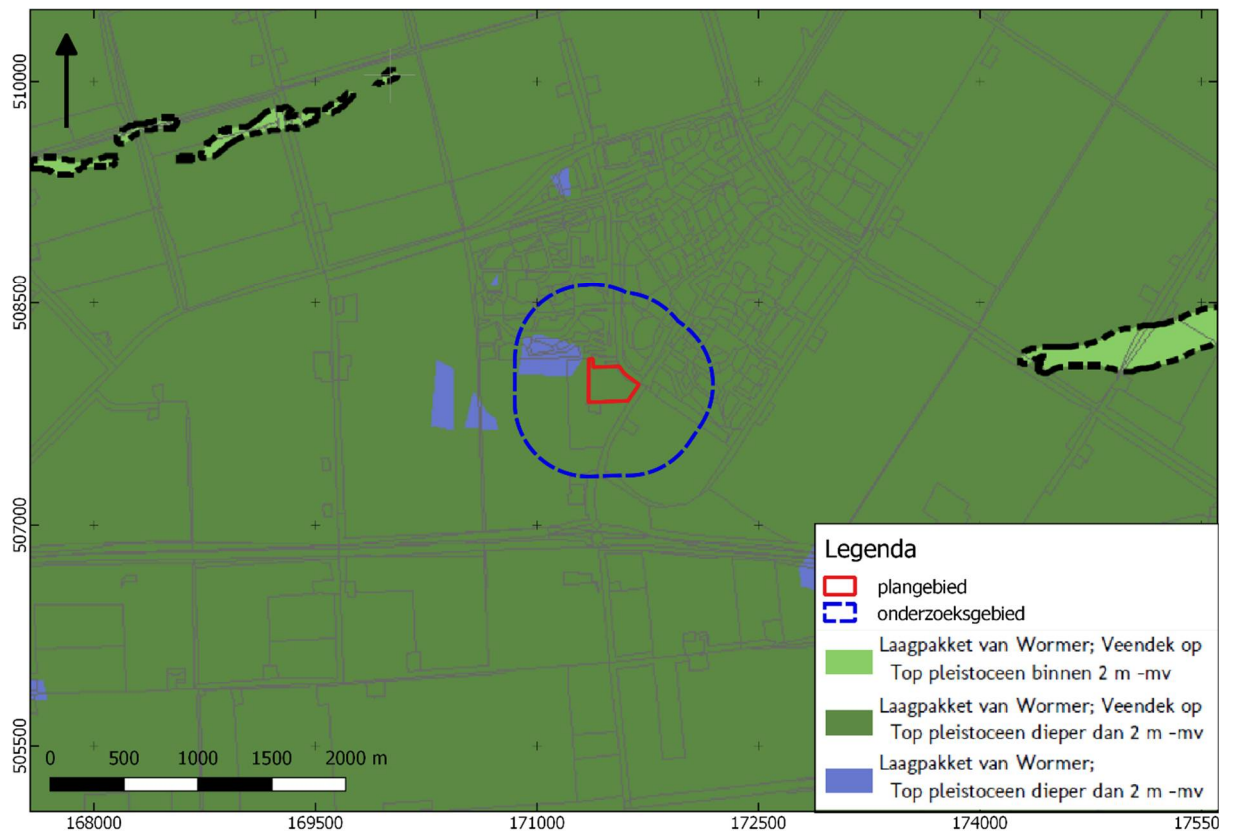 510000
508500
507000
505500
Legenda
plangebied
onderzoeksgebied
Laagpakket van Wormer; Veendek op
Top pleistoceen binnen 2 m -mv
Laagpakket van Wormer; Veendek op
Top pleistoceen dieper dan 2 m -mv
Laagpakket van Wormer;
Top pleistoceen dieper dan 2 m -mv
0 500 1000 1500 2000 m
168000 169500 171000 172500 174000 175500